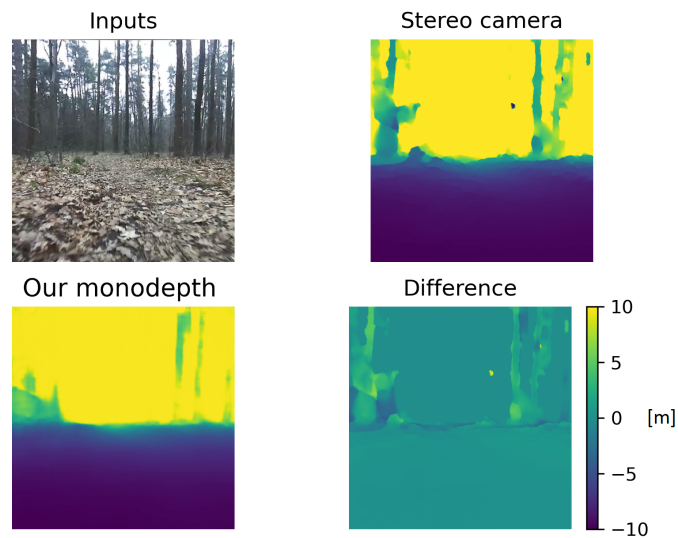 Inputs
Stereo camera
Our monodepth
Difference
10
5
0
[m]
−5
−10